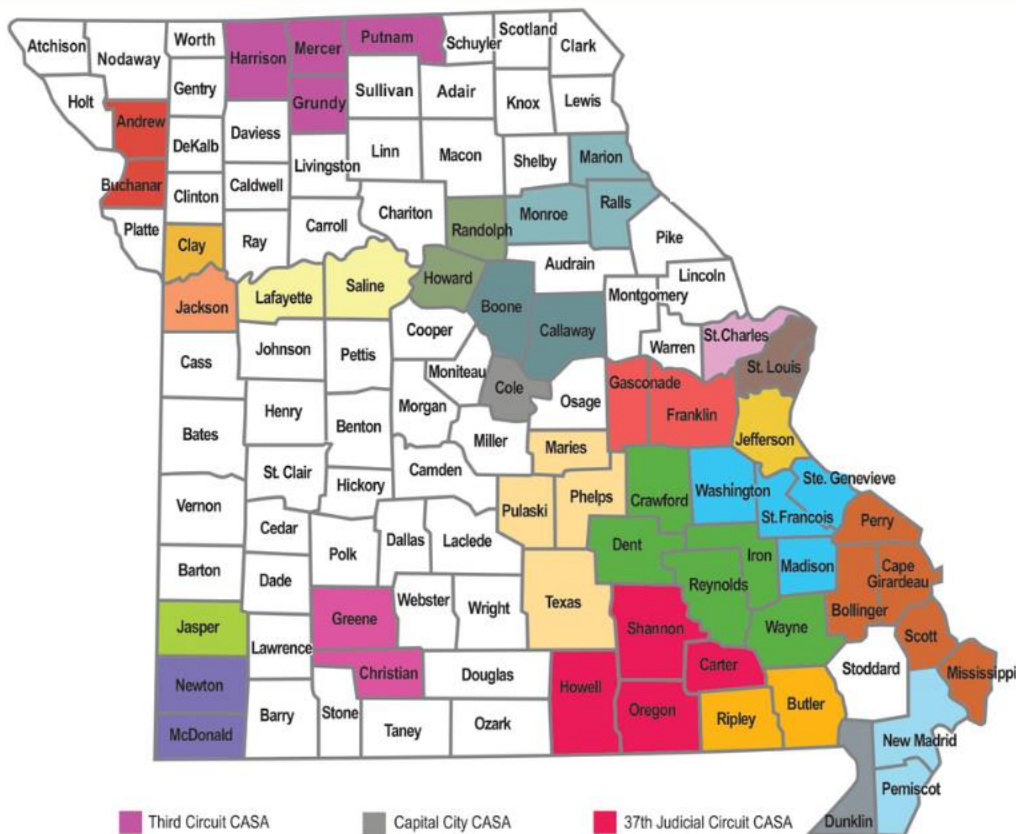 Atchison
Nodaway
Worth
Harrison
Mercer
Putnam
Schuyler
Scotland
Clark
Holt
Gentry
Grundy
Sullivan
Adair
Knox
Lewis
Andrew
DeKalb
Daviess
Livingston
Linn
Macon
Shelby
Marion
Buchanar
Clinton
Caldwell
Chariton
Randolph
Monroe
Ralls
Platte
Clay
Ray
Carroll
Pike
Audrain
Jackson
Lafayette
Saline
Howard
Boone
Callaway
Montgomery
Lincoln
Cass
Johnson
Pettis
Cooper
Moniteau
Cole
Warren
St.Charles
St. Louis
Osage
Gasconade
Franklin
Jefferson
Bates
Henry
Benton
Morgan
Miller
Maries
St. Clair
Hickory
Camden
Pulaski
Phelps
Crawford
Washington
Ste. Genevieve
St.Francois
Perry
Vernon
Cedar
Polk
Dallas
Laclede
Dent
Iron
Reynolds
Madison
Cape
Girardeau
Bollinger
Barton
Dade
Greene
Webster
Wright
Texas
Shannon
Wayne
Scott
Jasper
Lawrence
Christian
Douglas
Howell
Carter
Stoddard
Mississippi
Newton
McDonald
Barry
Stone
Taney
Ozark
Oregon
Ripley
Butler
New Madrid
Pemiscot
Dunklin
Third Circuit CASA
Capital City CASA
37th Judicial Circuit CASA